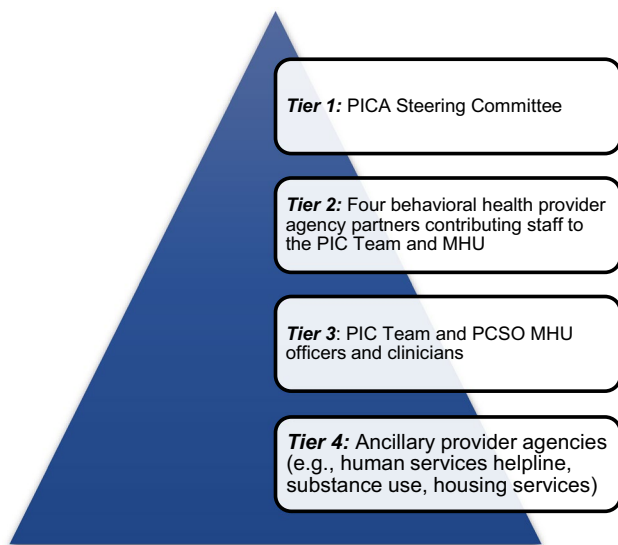 Tier 1: PICA Steering Committee
Tier 2: Four behavioral health provider
agency partners contributing staff to
the PIC Team and MHU
Tier 3: PIC Team and PCSO MHU
officers and clinicians
Tier 4: Ancillary provider agencies
(e.g., human services helpline,
substance use, housing services)